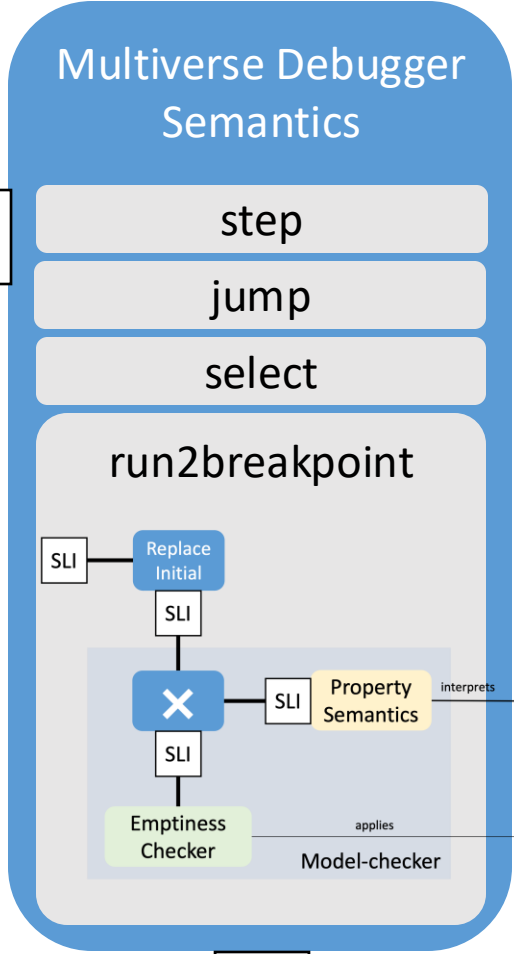 Multiverse Debugger
Semantics
step
jump
select
run2breakpoint
SLI
Replace
Initial
SLI
×
SLI
Property
Semantics
interprets
SLI
Emptiness
Checker
applies
Model-checker